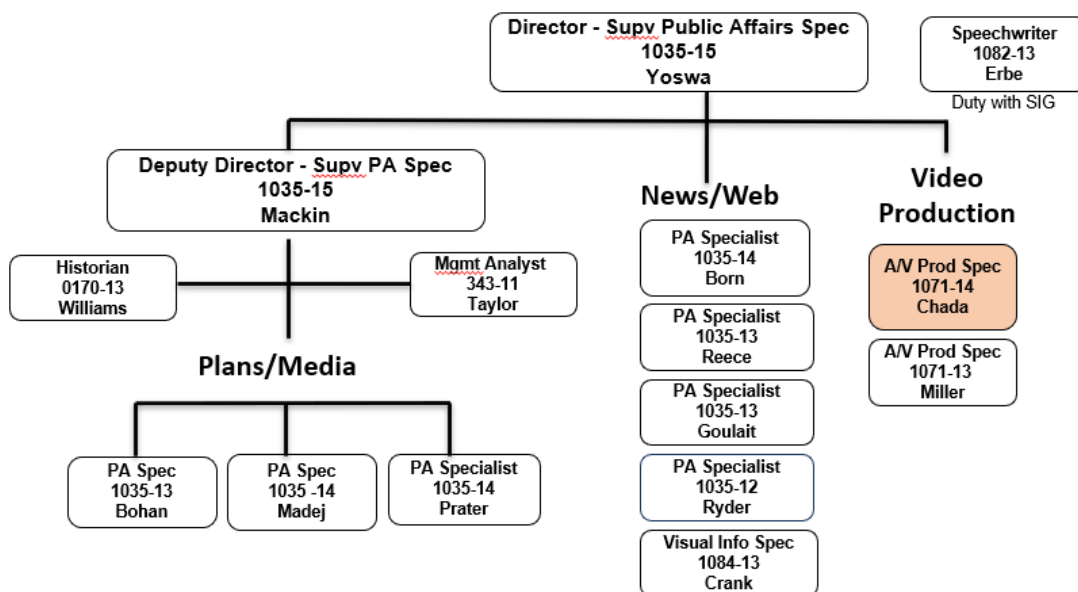 Director - Supv Public Affairs Spec
1035-15
Yoswa
Speechwriter
1082-13
Erbe
Duty with SIG
Deputy Director - Supv PA Spec
1035-15
Mackin
Historian
0170-13
Williams
Mgmt Analyst
343-11
Taylor
Plans/Media
PA Spec
1035-13
Bohan
PA Spec
1035 -14
Madej
PA Specialist
1035-14
Prater
News/Web
PA Specialist
1035-14
Born
PA Specialist
1035-13
Reece
PA Specialist
1035-13
Goulait
PA Specialist
1035-12
Ryder
Visual Info Spec
1084-13
Crank
Video
Production
A/V Prod Spec
1071-14
Chada
A/V Prod Spec
1071-13
Miller